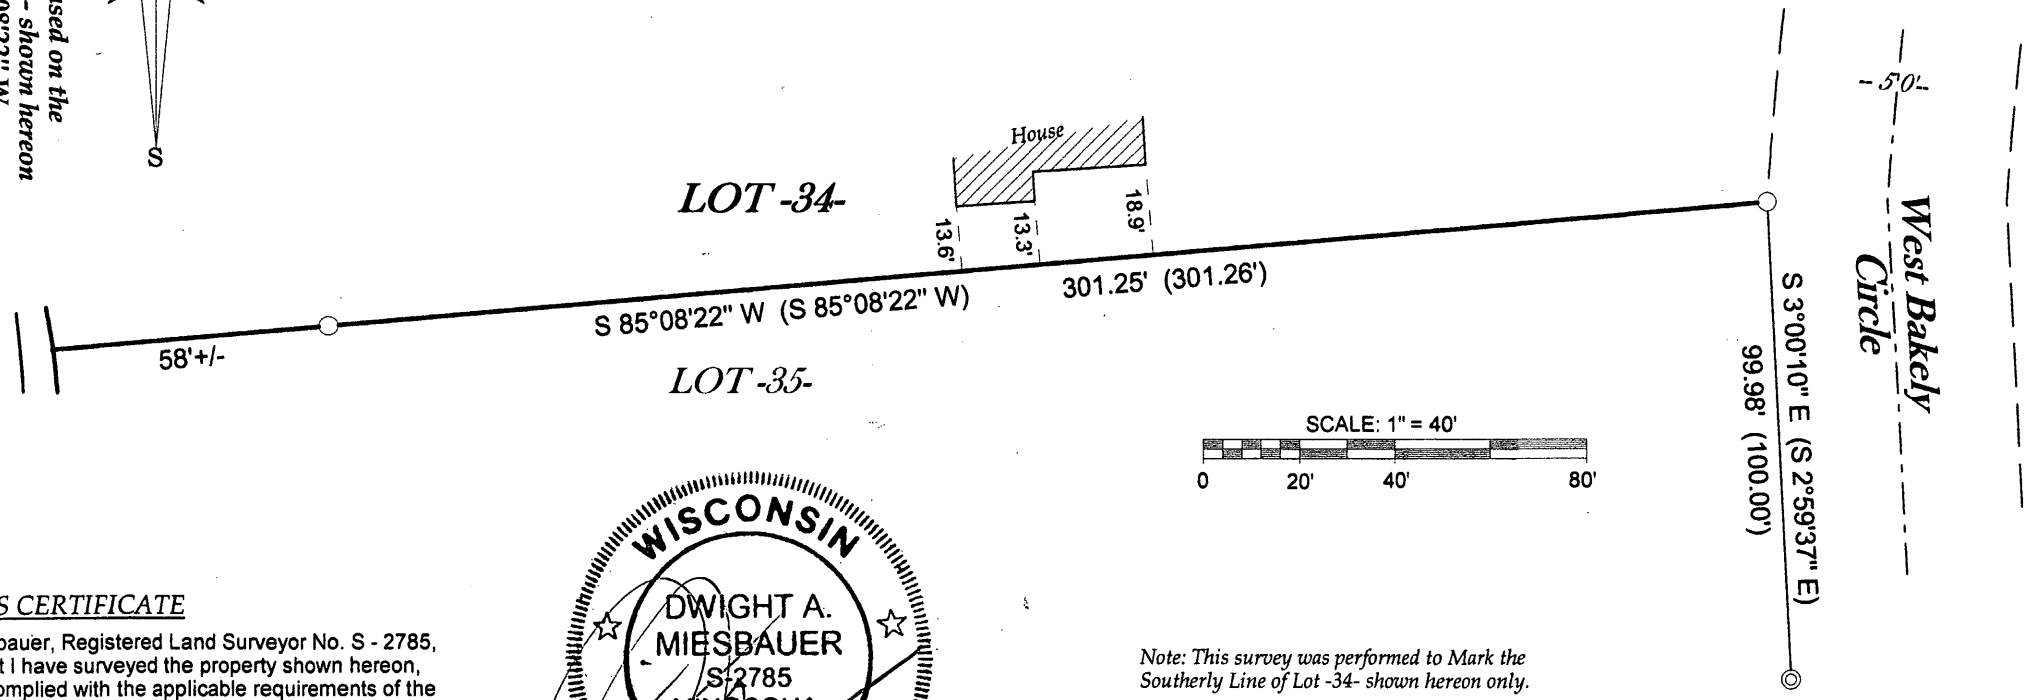 used on the
- shown hereon
S
House
LOT -34-
13.6'
13.3'
18.9'
S 85°08'22" W (S 85°08'22" W)
301.25' (301.26')
58'+/-
LOT -35-
- 50' -
West Bakely
Circle
S 3°00'10" E (S 2°59'37" E)
99.98' (100.00')
SCALE: 1" = 40'
0 20' 40' 80'
S CERTIFICATE
bauer, Registered Land Surveyor No. S - 2785,
t I have surveyed the property shown hereon,
omplied with the applicable requirements of the
WISCONSIN
DWIGHT A.
MIESBAUER
S-2785
Note: This survey was performed to Mark the
Southerly Line of Lot -34- shown hereon only.